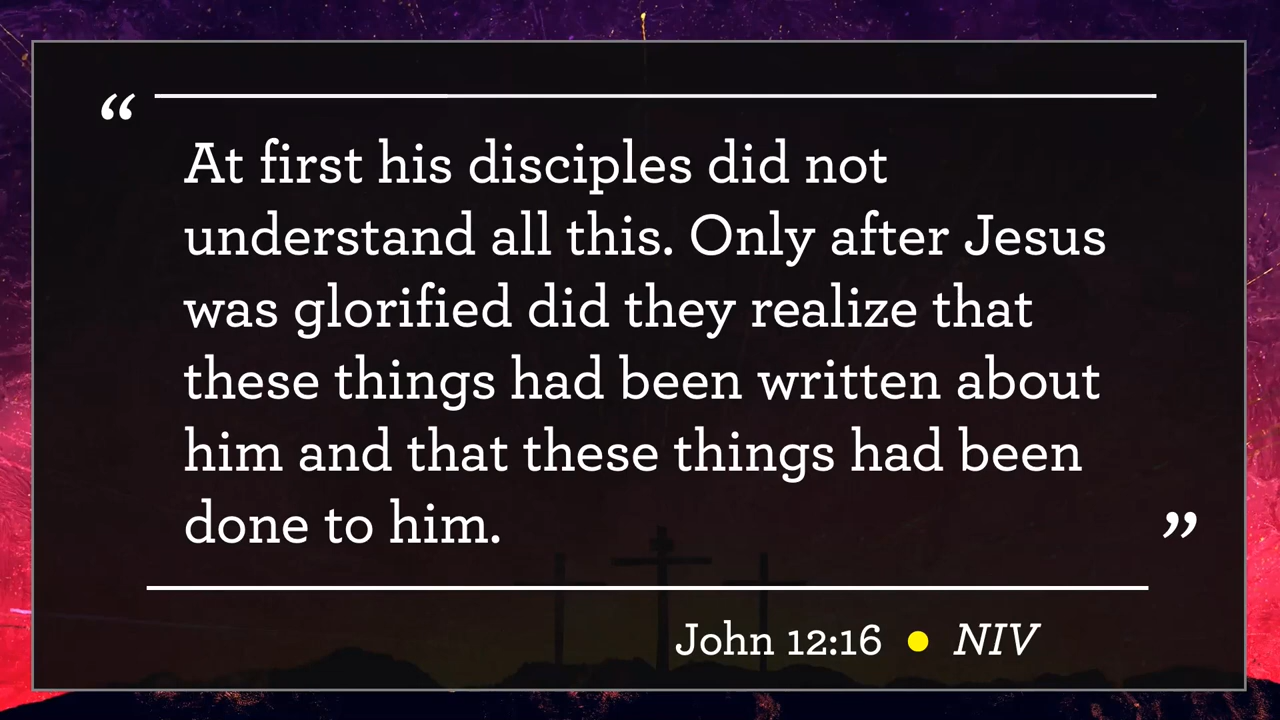 “
At first his disciples did not
understand all this. Only after Jesus
was glorified did they realize that
these things had been written about
him and that these things had been
done to him.
”
John 12:16 ● NIV